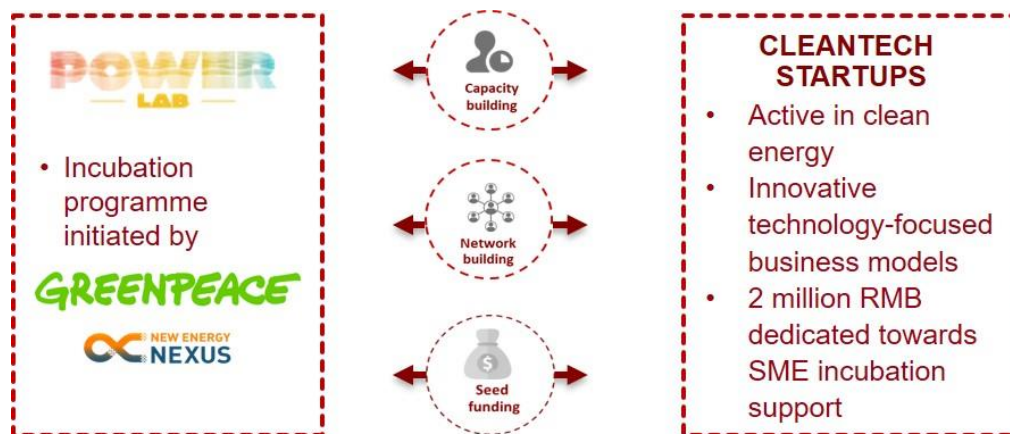 POWER
LAB
• Incubation
programme
initiated by
GREENPEACE
NEW ENERGY
NEXUS
Capacity
building
Network
building
$
Seed
funding
CLEANTECH
STARTUPS
• Active in clean
energy
• Innovative
technology-focused
business models
• 2 million RMB
dedicated towards
SME incubation
support